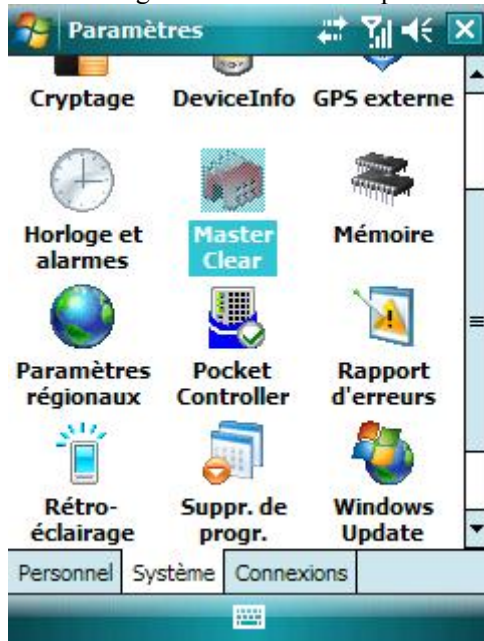 Paramètres
Cryptage DeviceInfo GPS externe
Horloge et alarmes
Master Clear
Mémoire
Paramètres régionaux
Pocket Controller
Rapport d'erreurs
Rétro-éclairage
Suppr. de progr.
Windows Update
Personnel Système Connexions